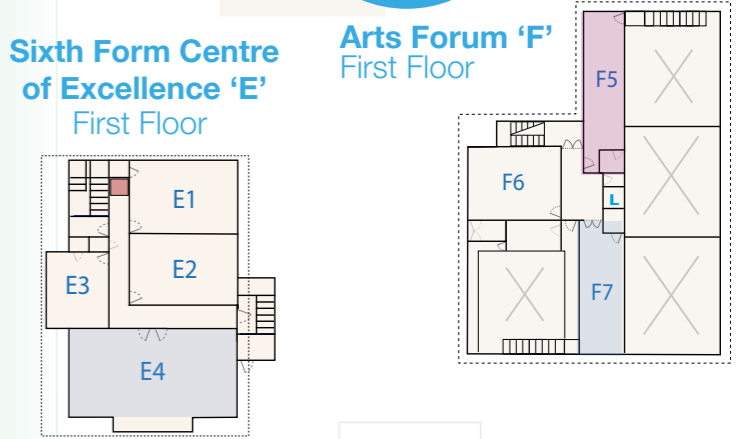 Sixth Form Centre
of Excellence ‘E’
First Floor
E1
E2
E3
E4
Arts Forum ‘F’
First Floor
F5
F6
L
F7